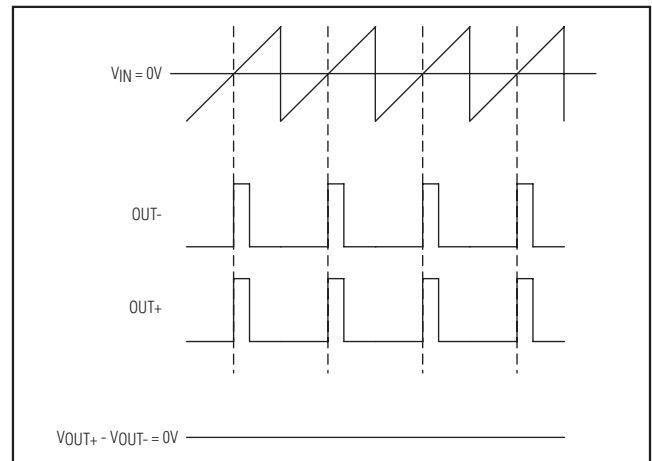 VIN = 0V
OUT-
OUT+
VOUT+ - VOUT- = 0V